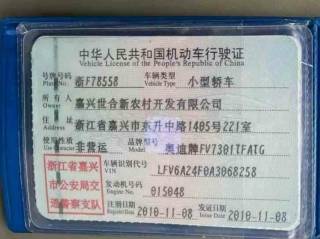 中华人民共和国机动车行驶证
Vehicle License of the People's Republic of China
号牌号码 浙F78558 车辆类型 小型轿车
Plate No. Vehicle Type
所有人 嘉兴世合新农村开发有限公司
Owner
住址 浙江省嘉兴市东升中路1405号221室
Address
使用性质 非营运 品牌型号 奥迪牌FV7301TFATG
Use Character Model
浙江省嘉兴
市公安局交
通警察支队
车辆识别代号 LFV6A24F0A3068258
VIN
发动机号码 015048
Engine No.
注册日期 2010-11-08 发证日期 2010-11-08
Register Date Issue Date